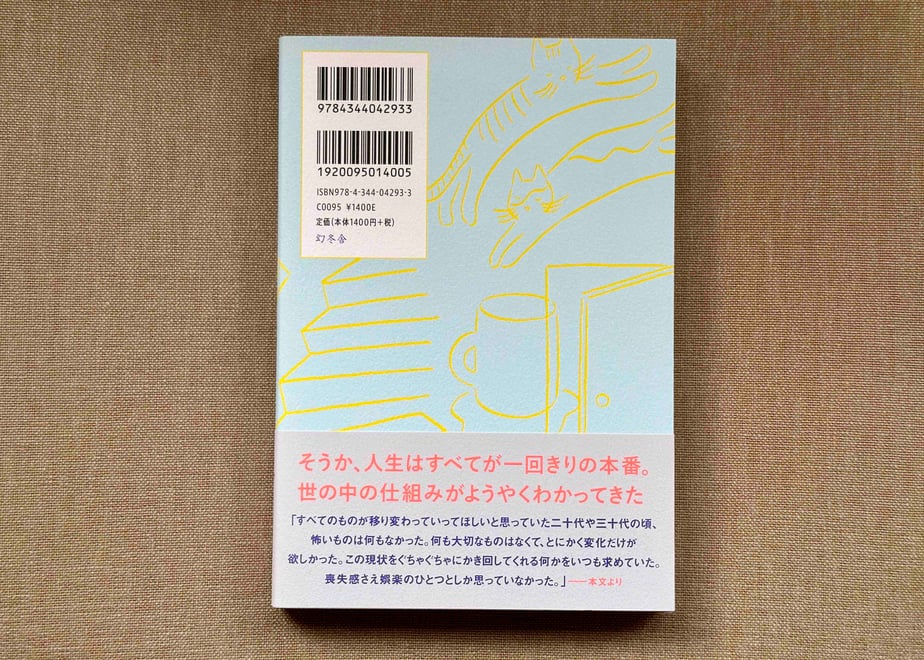 9784344042933
1920095014005
ISBN978-4-344-04293-3
C0095 ¥1400E
定価(本体1400円+税)
幻冬舎
そうか、人生はすべてが一回きりの本番。
世の中の仕組みがようやくわかってきた
「すべてのものが移り変わっていってほしいと思っていた二十代や三十代の頃、
怖いものは何もなかった。何も大切なものはなくて、とにかく変化だけが
欲しかった。この現状をぐちゃぐちゃにかき回してくれる何かをいつも求めていた。
喪失感さえ娯楽のひとつとしか思っていなかった。」——本文より